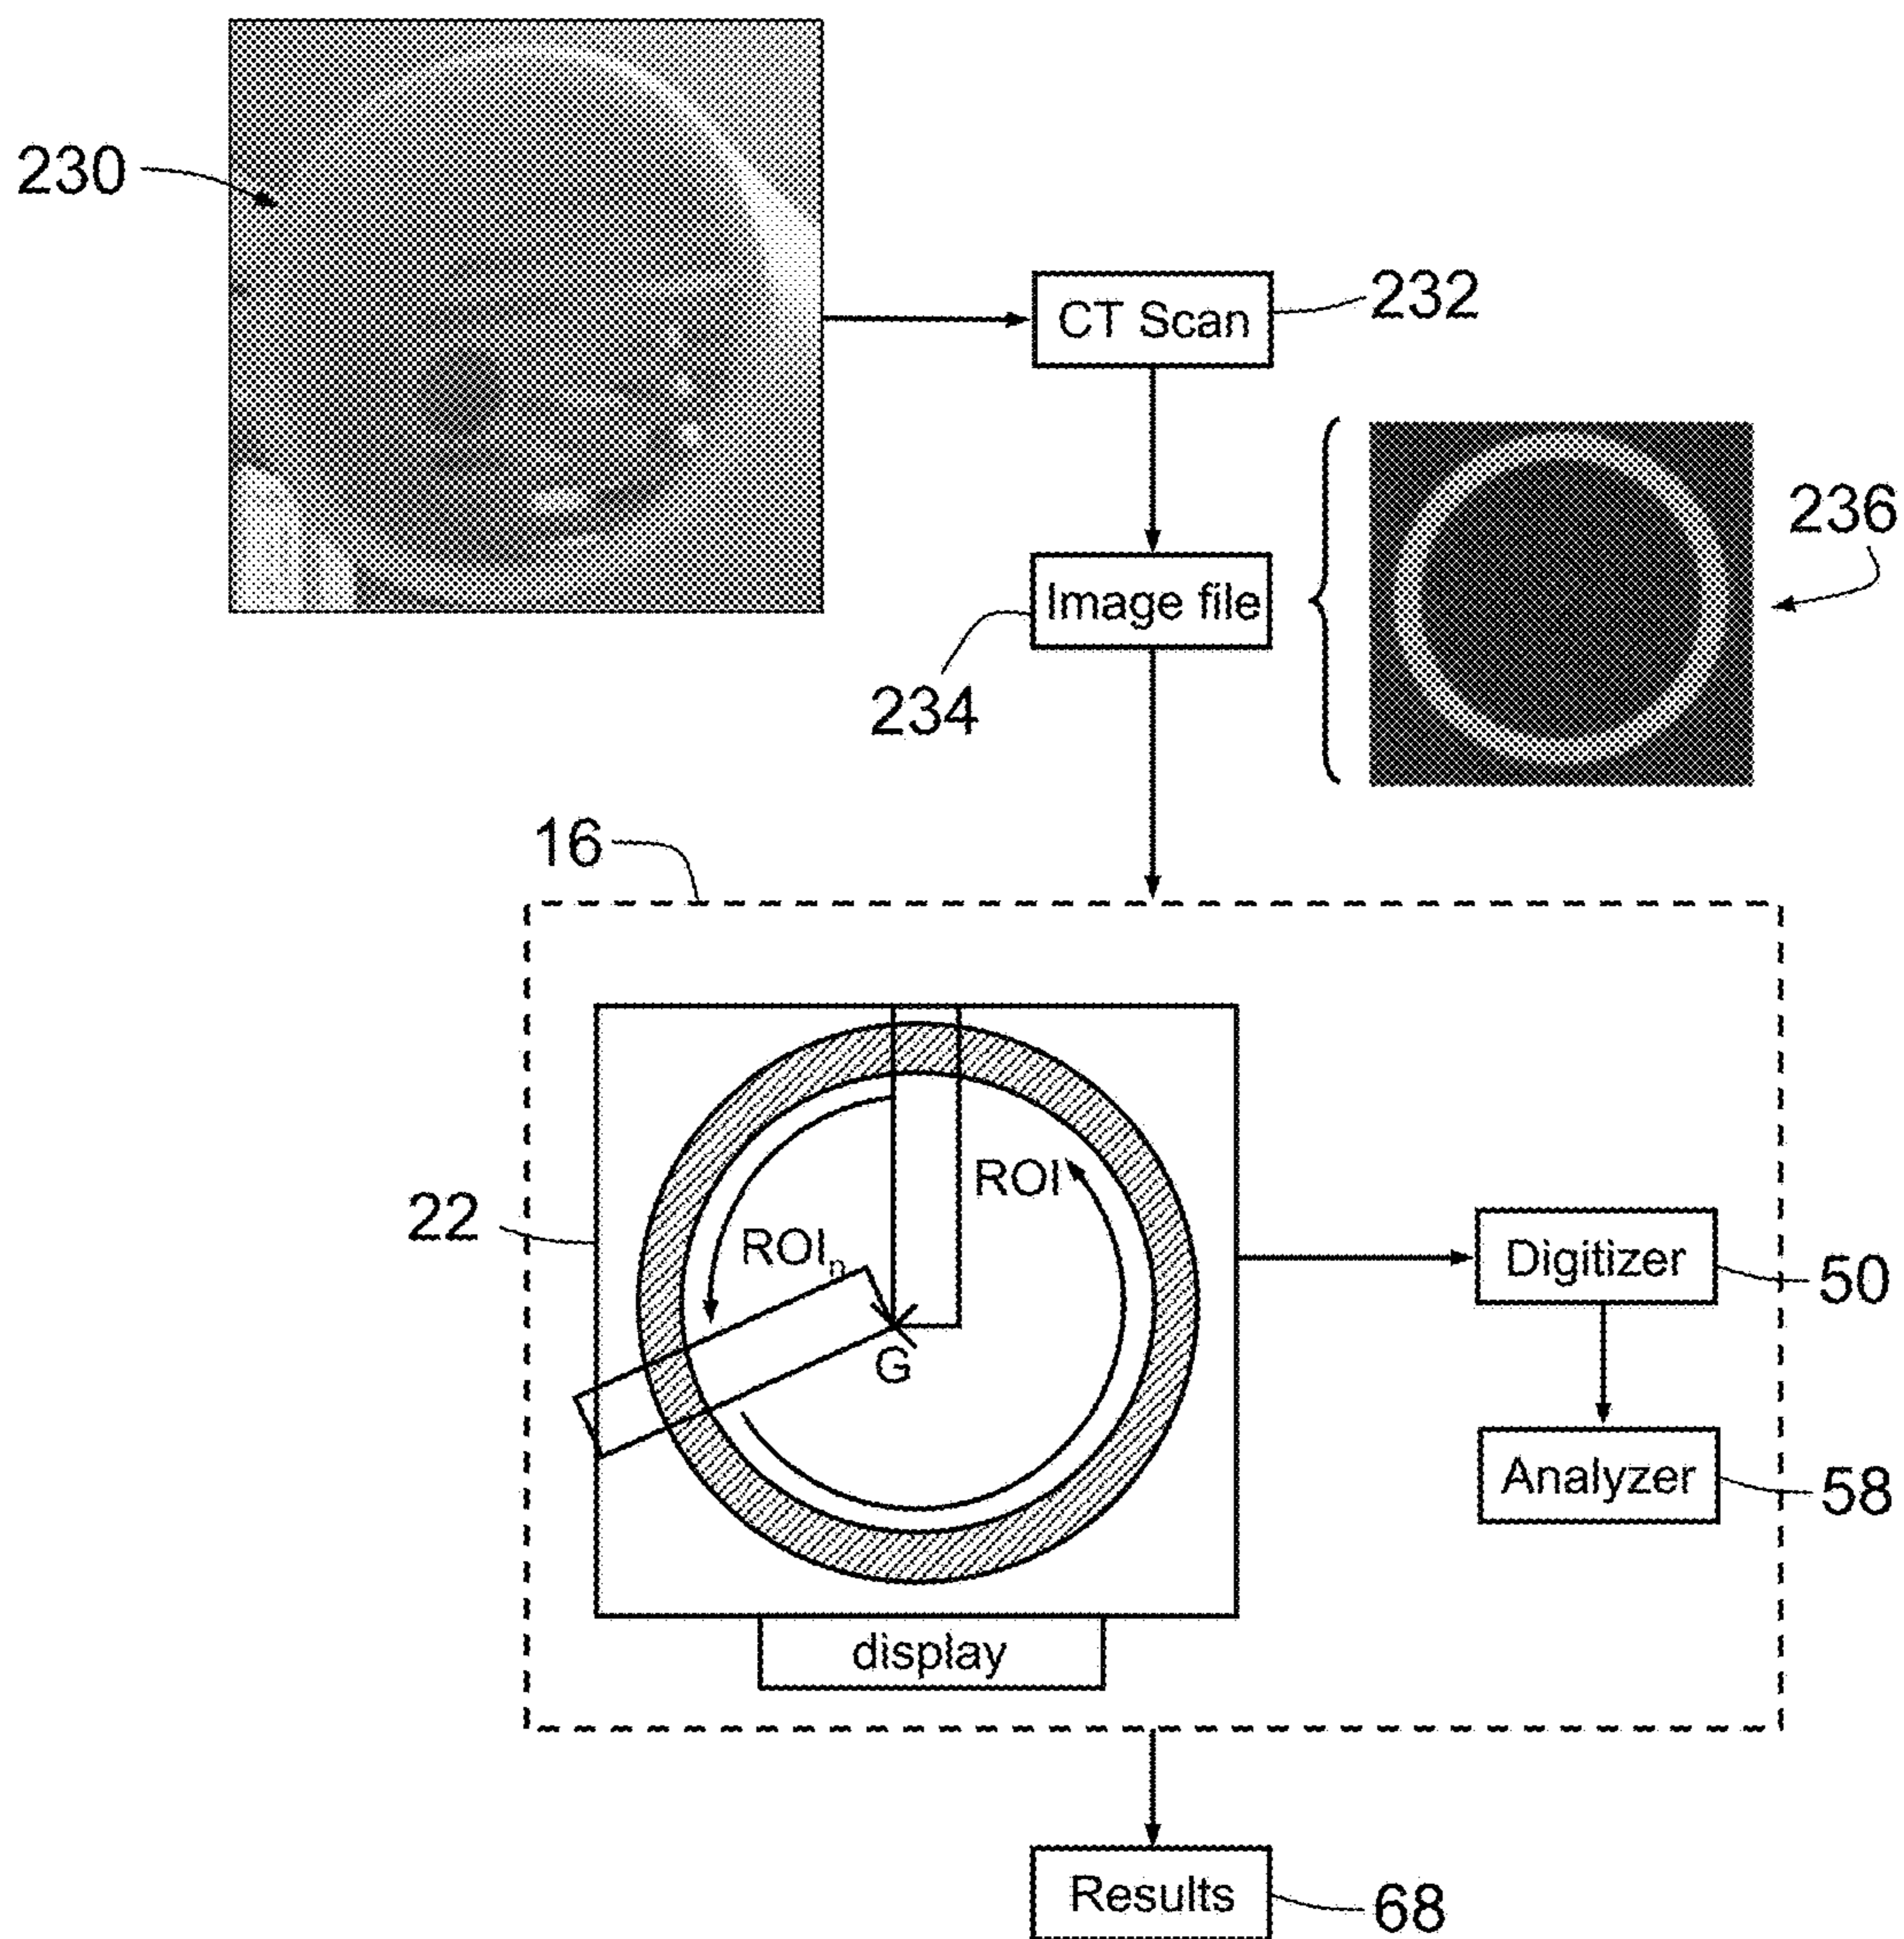 230
CT Scan
232
236
Image file
234
16
22
ROI
ROIn
G
Digitizer
50
Analyzer
58
display
Results
68